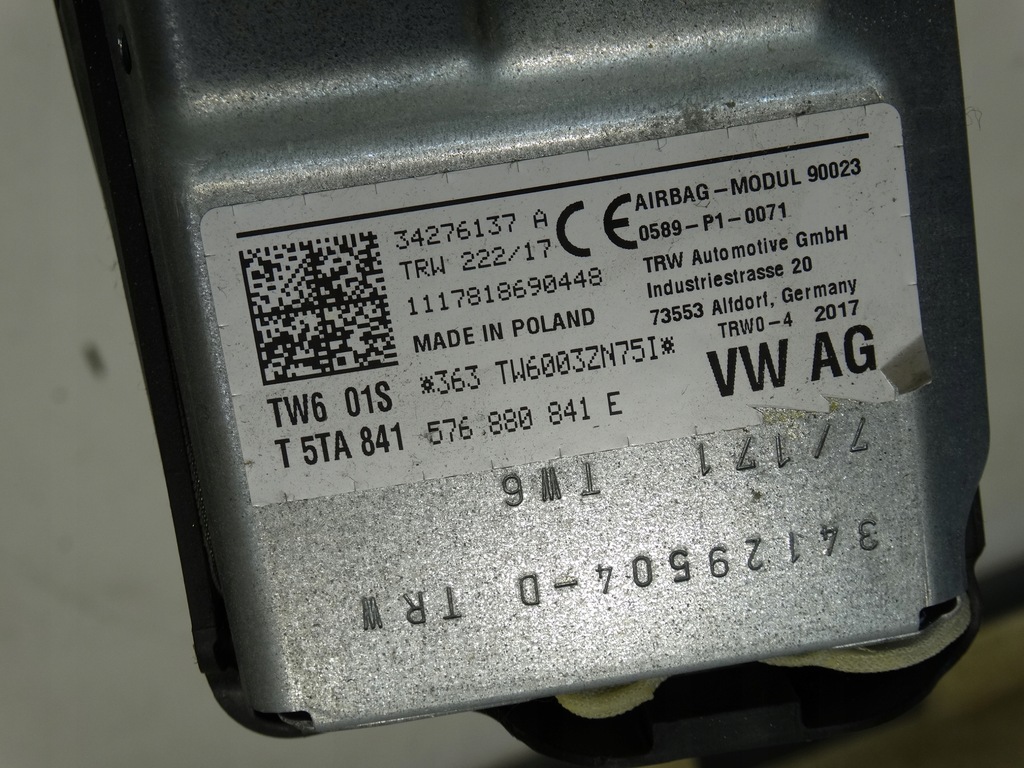 34276137 A
TRW 222/17
1117818690448
MADE IN POLAND
*363 TW6003ZN75I*
CE
AIRBAG-MODUL 90023
0589-P1-0071
TRW Automotive GmbH
Industriestrasse 20
73553 Alfdorf, Germany
TRW0-4 2017
VW AG
TW6 01S
T 5TA 841 576 880 841 E
34129504-D TRW
7/171 TW6